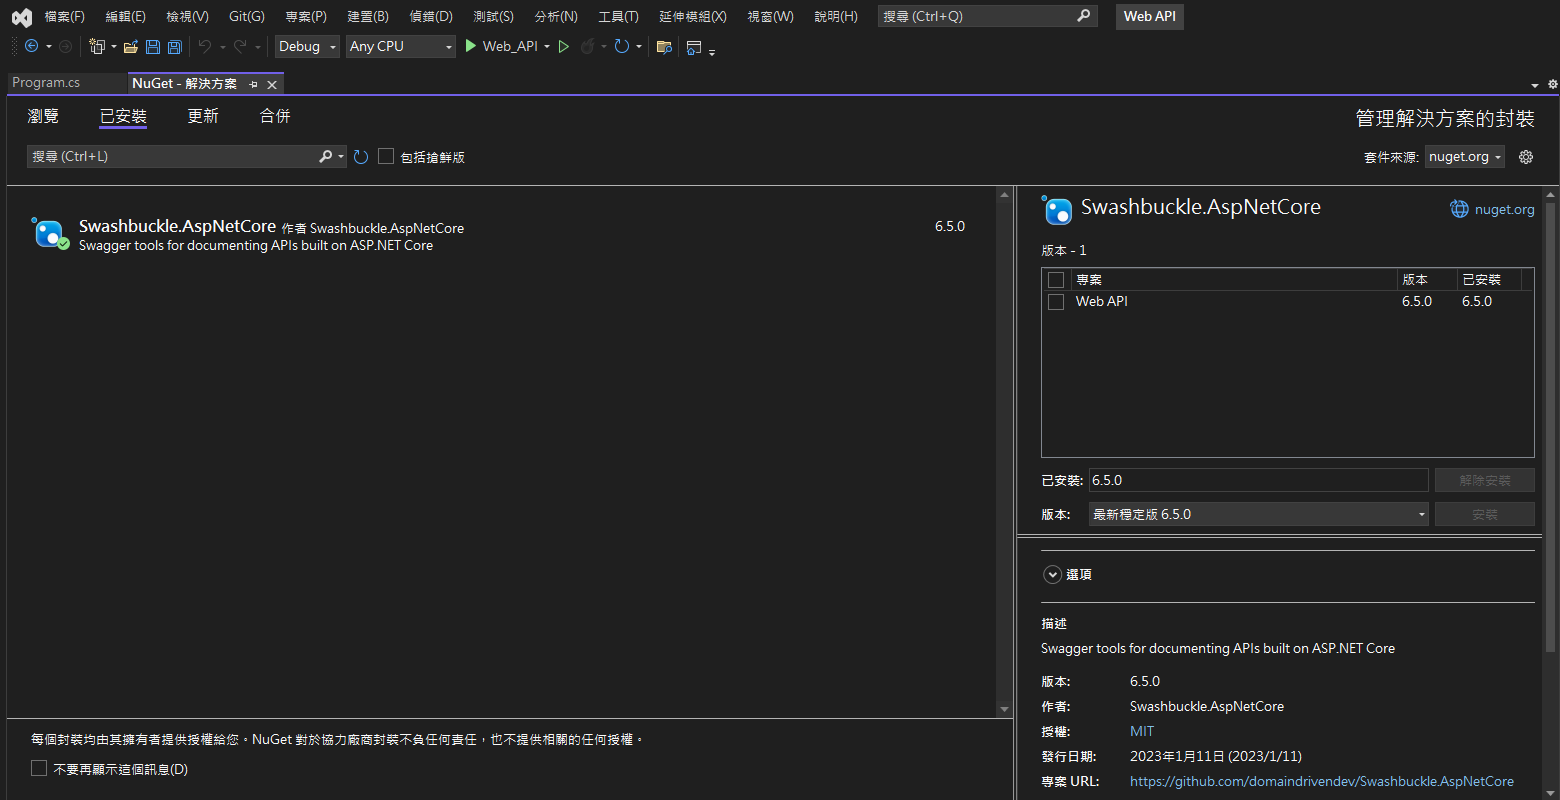 檔案(F) 編輯(E) 檢視(V) Git(G) 專案(P) 建置(B) 偵錯(D) 測試(S) 分析(N) 工具(T) 延伸模組(X) 視窗(W) 說明(H) 搜尋 (Ctrl+Q) Web API
Debug Any CPU Web_API
Program.cs NuGet - 解決方案
瀏覽 已安裝 更新 合併
管理解決方案的封裝
搜尋 (Ctrl+L) 包括搶鮮版
套件來源: nuget.org
Swashbuckle.AspNetCore 作者 Swashbuckle.AspNetCore 6.5.0
Swagger tools for documenting APIs built on ASP.NET Core
每個封裝均由其擁有者提供授權給您。NuGet 對於協力廠商封裝不負任何責任，也不提供相關的任何授權。
不要再顯示這個訊息(D)
Swashbuckle.AspNetCore nuget.org
版本 - 1
專案 版本 已安裝
Web API 6.5.0 6.5.0
已安裝: 6.5.0 解除安裝
版本: 最新穩定版 6.5.0 安裝
選項
描述
Swagger tools for documenting APIs built on ASP.NET Core
版本: 6.5.0
作者: Swashbuckle.AspNetCore
授權: MIT
發行日期: 2023年1月11日 (2023/1/11)
專案 URL: https://github.com/domaindrivendev/Swashbuckle.AspNetCore